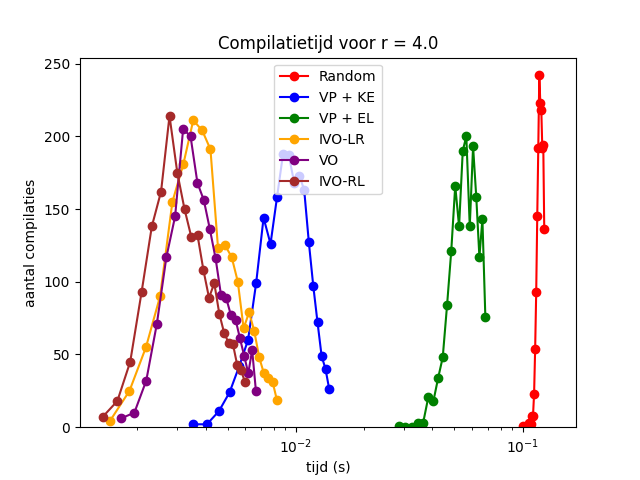 Compilatietijd voor r = 4.0
aantal compilaties
250
200
150
100
50
0
Random
VP + KE
VP + EL
IVO-LR
VO
IVO-RL
10⁻²
10⁻¹
tijd (s)